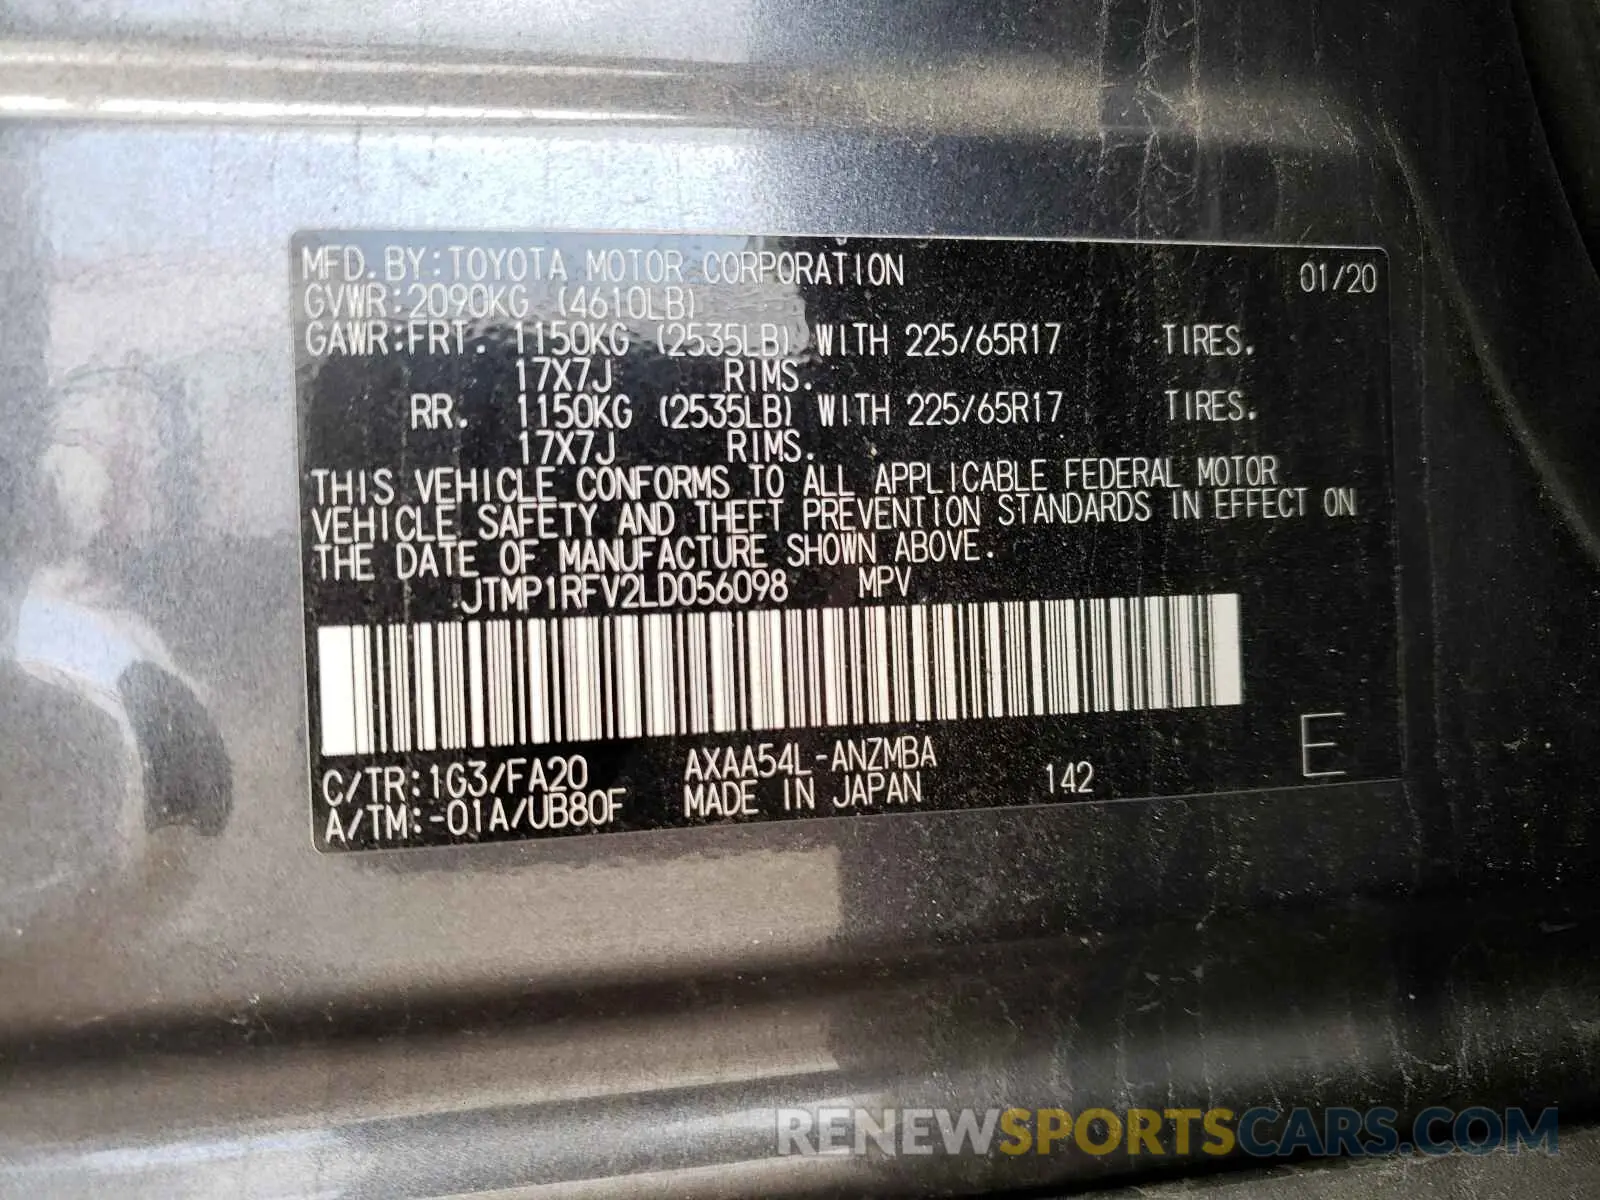 MFD.BY:TOYOTA MOTOR CORPORATION 01/20
GVWR:2090KG (4610LB)
GAWR:FRT. 1150KG (2535LB) WITH 225/65R17 TIRES.
17X7J RIMS.
RR. 1150KG (2535LB) WITH 225/65R17 TIRES.
17X7J RIMS.
THIS VEHICLE CONFORMS TO ALL APPLICABLE FEDERAL MOTOR
VEHICLE SAFETY AND THEFT PREVENTION STANDARDS IN EFFECT ON
THE DATE OF MANUFACTURE SHOWN ABOVE.
JTMP1RFV2LD056098 MPV
C/TR:1G3/FA20 AXAA54L-ANZMBA
A/TM:-01A/UB80F MADE IN JAPAN 142 E
RENEWSPORTSCARS.COM